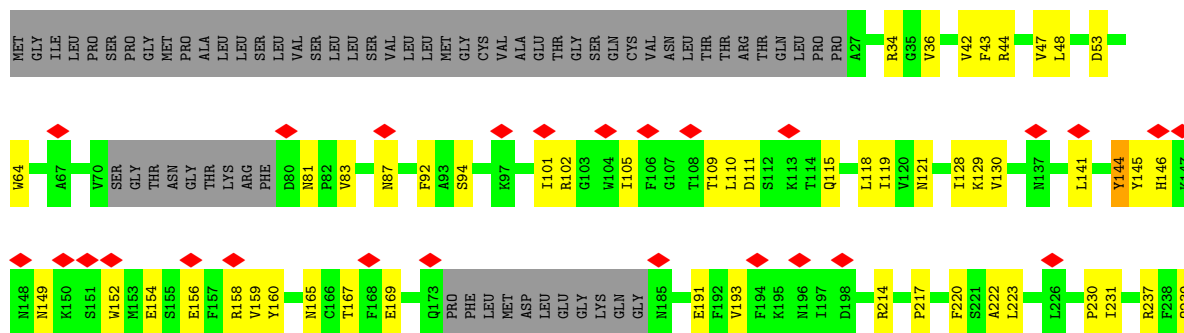 MET GLY ILE LEU PRO SER PRO GLY MET PRO ALA LEU LEU SER LEU VAL SER LEU LEU SER VAL LEU LEU MET GLY CYS VAL ALA GLU THR GLY SER GLN CYS VAL ASN LEU THR THR ARG THR GLN LEU PRO PRO A27 R34 G35 V36 V42 F43 R44 V47 L48 D53
W64 A67 V70 SER GLY THR ASN GLY THR LYS ARG PHE D80 N81 P82 V83 N87 F92 A93 S94 K97 I101 R102 G103 W104 I105 F106 G107 T108 T109 L110 D111 S112 K113 T114 Q115 L118 I119 V120 N121 I128 K129 V130 N137 L141 Y144 Y145 H146 K147
N148 N149 K150 S151 W152 M153 E154 S155 E156 F157 R158 V159 Y160 N165 C166 T167 F168 E169 Q173 PRO PHE LEU MET ASP LEU GLU GLY LYS GLN GLY N185 E191 F192 V193 F194 K195 N196 I197 D198 R214 P217 F220 S221 A222 L223 L226 P230 I231 R237 F238